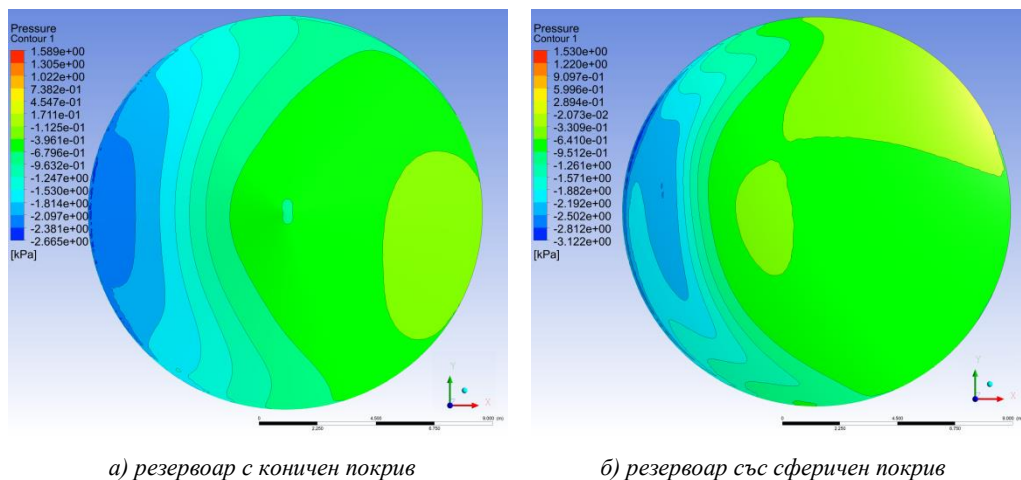 Pressure
Contour 1
1.589e+00
1.305e+00
1.022e+00
7.382e-01
4.547e-01
1.711e-01
-1.125e-01
-3.961e-01
-6.796e-01
-9.632e-01
-1.247e+00
-1.530e+00
-1.814e+00
-2.097e+00
-2.381e+00
-2.665e+00
[kPa]
Y
X
0
4.500
9.000 (m)
2.250
6.750
Pressure
Contour 1
1.530e+00
1.220e+00
9.097e-01
5.996e-01
2.894e-01
-2.073e-02
-3.309e-01
-6.410e-01
-9.512e-01
-1.261e+00
-1.571e+00
-1.882e+00
-2.192e+00
-2.502e+00
-2.812e+00
-3.122e+00
[kPa]
Y
X
0
4.500
9.000 (m)
2.250
6.750
а) резервоар с коничен покрив
б) резервоар със сферичен покрив